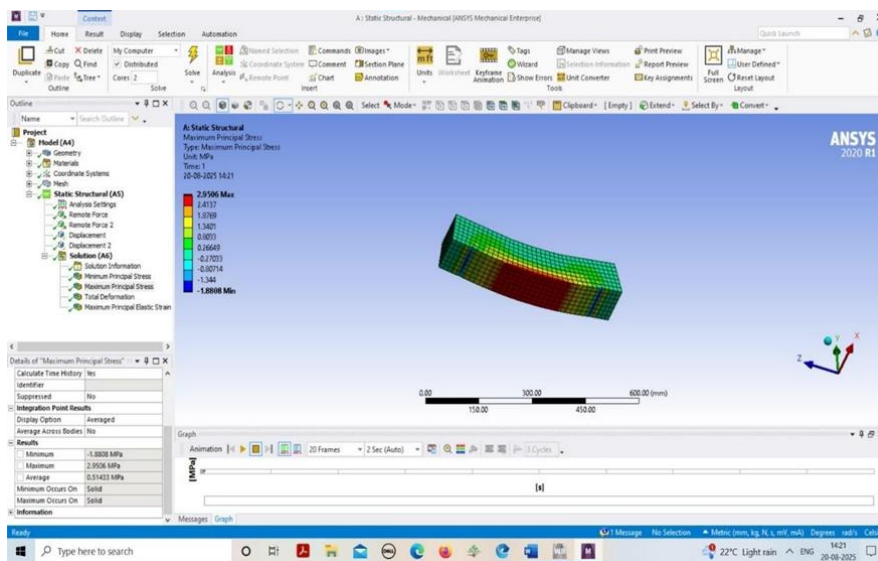 A : Static Structural - Mechanical [ANSYS Mechanical Enterprise]
Context
File Home Result Display Selection Automation
Quick Launch
Duplicate
Cut Delete
Copy Find
Paste Tree
Outline
My Computer
Distributed
Cores 2
Solve
Solve
Analysis
Named Selection
Coordinate System
Remote Point
Commands
Comment
Chart
Images
Section Plane
Annotation
Insert
Units Worksheet Keyframe Animation
Tags
Wizard
Show Errors
Manage Views
Selection Information
Unit Converter
Print Preview
Report Preview
Key Assignments
Tools
Full Screen
Manage
User Defined
Reset Layout
Layout
Outline
Name Search Outline
Select Mode Clipboard [Empty] Extend Select By Convert
Project
Model (A4)
Geometry
Materials
Coordinate Systems
Mesh
Static Structural (A5)
Analysis Settings
Remote Force
Remote Force 2
Displacement
Displacement 2
Solution (A6)
Solution Information
Minimum Principal Stress
Maximum Principal Stress
Total Deformation
Maximum Principal Elastic Strain
A: Static Structural
Maximum Principal Stress
Type: Maximum Principal Stress
Unit: MPa
Time: 1
20-08-2025 14:21
2.9506 Max
2.4137
1.8769
1.3401
0.8033
0.26649
-0.27033
-0.80714
-1.344
-1.8808 Min
ANSYS
2020 R1
0.00 300.00 600.00 (mm)
150.00 450.00
X
Y
Z
Details of "Maximum Principal Stress"
Calculate Time History Yes
Identifier
Suppressed No
Integration Point Results
Display Option Averaged
Average Across Bodies No
Results
Minimum -1.8808 MPa
Maximum 2.9506 MPa
Average 0.51433 MPa
Minimum Occurs On Solid
Maximum Occurs On Solid
Information
Graph
Animation 20 Frames 2 Sec (Auto) 3 Cycles
[MPa]
[s]
Messages Graph
Ready
1 Message No Selection Metric (mm, kg, N, s, mV, mA) Degrees rad/s Cels
Type here to search
22°C Light rain ENG
14:21
20-08-2025